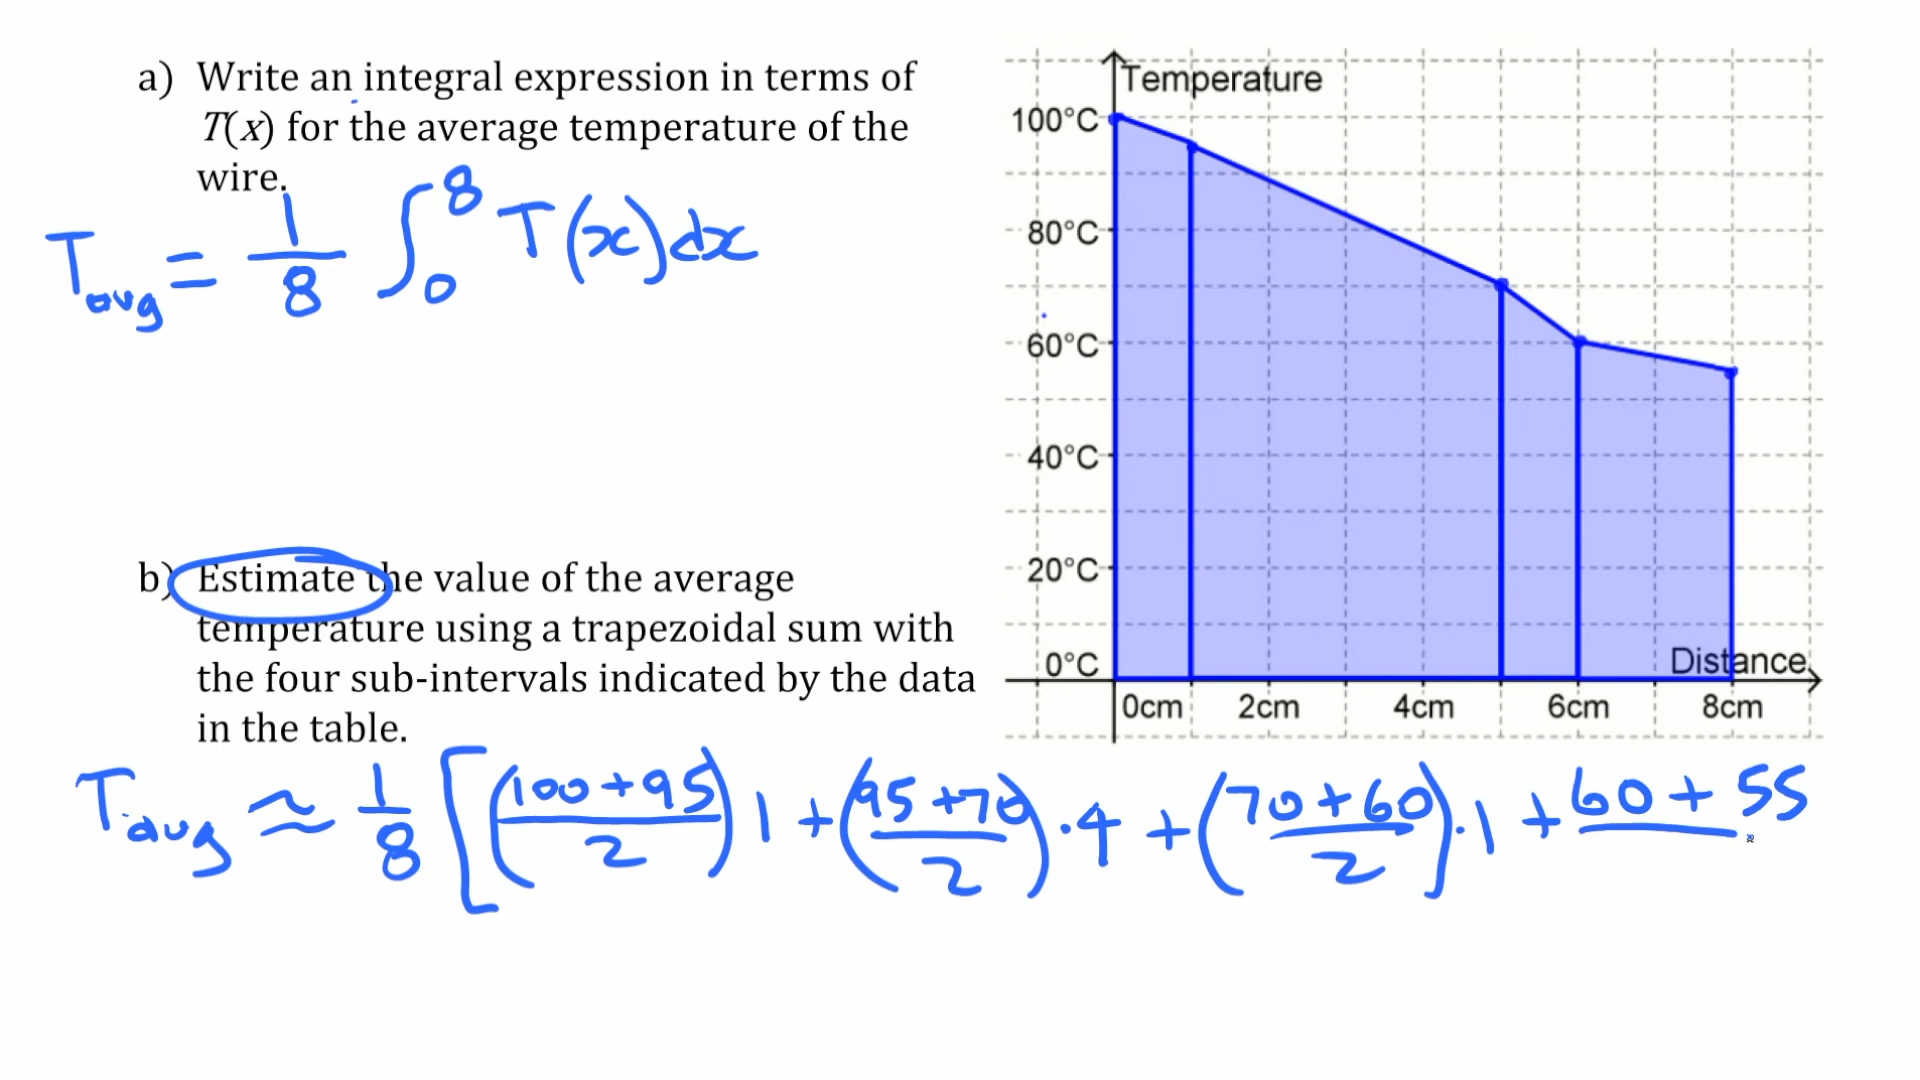 a) Write an integral expression in terms of
T(x) for the average temperature of the
wire.
T_avg = 1/8 ∫_0^8 T(x)dx
b) Estimate the value of the average
temperature using a trapezoidal sum with
the four sub-intervals indicated by the data
in the table.
T_avg ≈ 1/8 [((100+95)/2) 1 + ((95+70)/2)·4 + ((70+60)/2)·1 + 60+55
Temperature
100°C
80°C
60°C
40°C
20°C
0°C
Distance
0cm 2cm 4cm 6cm 8cm